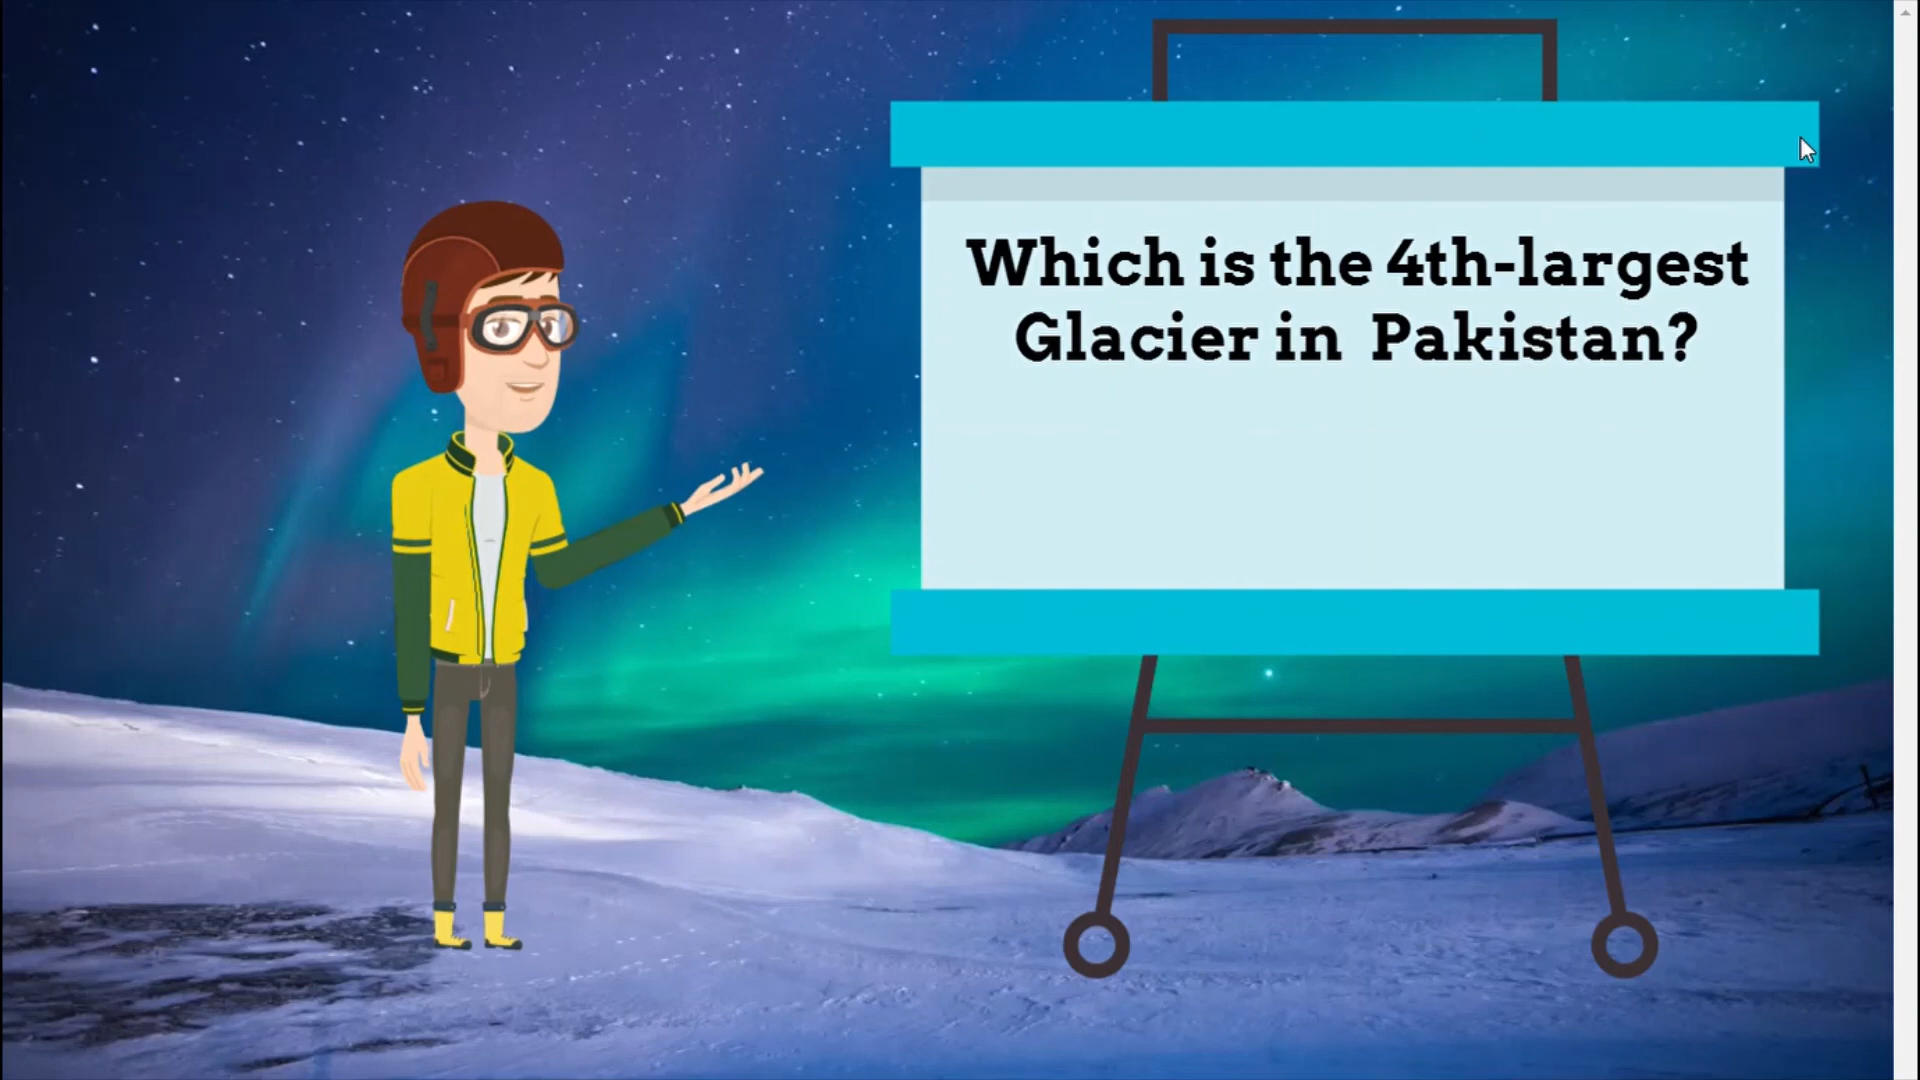 Which is the 4th-largest
Glacier in Pakistan?